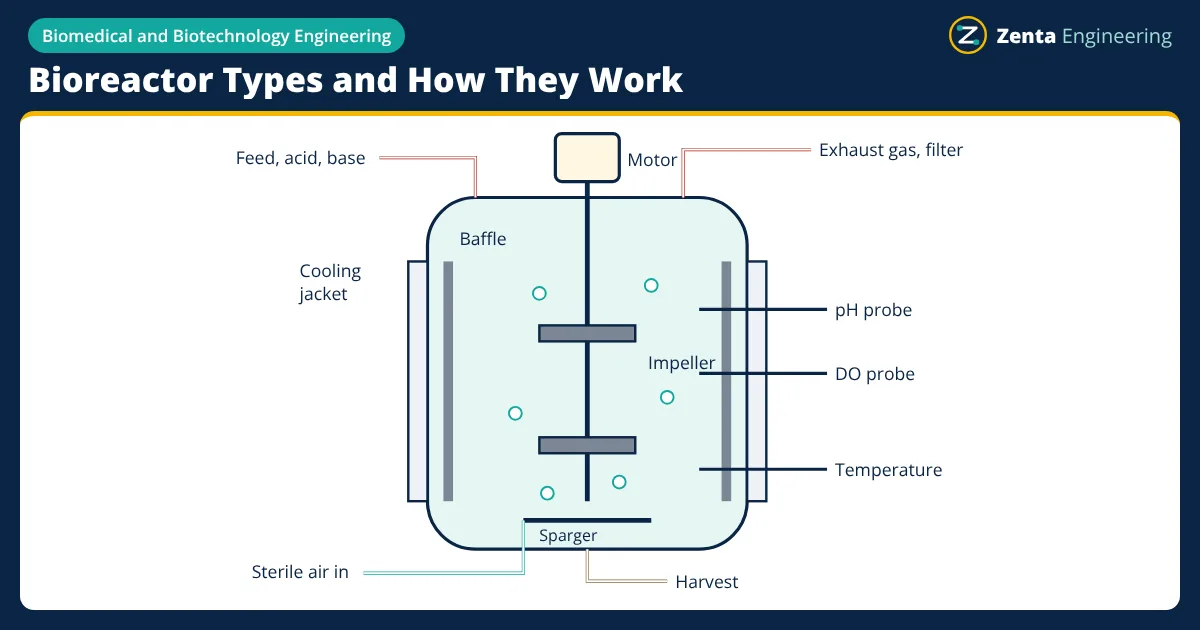 Biomedical and Biotechnology Engineering
Zenta Engineering
Bioreactor Types and How They Work
Feed, acid, base
Motor
Exhaust gas, filter
Baffle
Cooling
jacket
pH probe
Impeller
DO probe
Temperature
Sparger
Sterile air in
Harvest